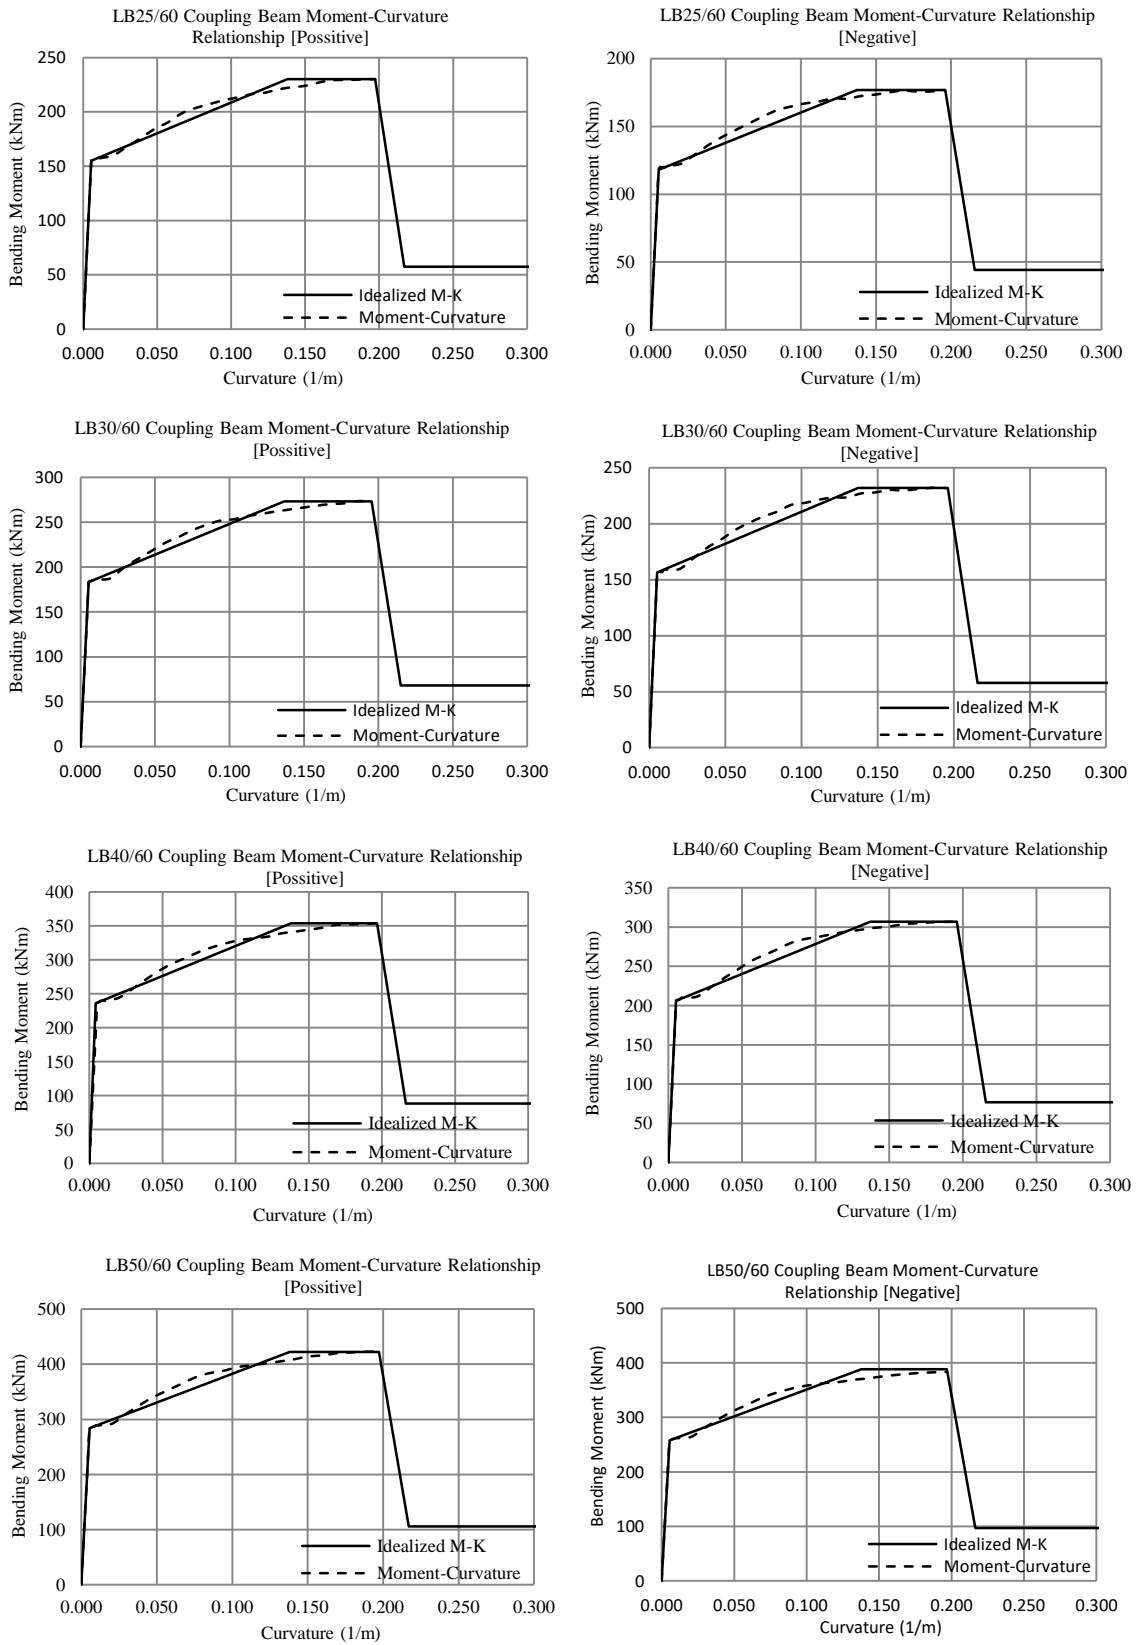 LB25/60 Coupling Beam Moment-Curvature
Relationship [Possitive]
250
200
150
100
50
0
Bending Moment (kNm)
Idealized M-K
Moment-Curvature
0.000 0.050 0.100 0.150 0.200 0.250 0.300
Curvature (1/m)
LB25/60 Coupling Beam Moment-Curvature Relationship
[Negative]
200
150
100
50
0
Bending Moment (kNm)
Idealized M-K
Moment-Curvature
0.000 0.050 0.100 0.150 0.200 0.250 0.300
Curvature (1/m)
LB30/60 Coupling Beam Moment-Curvature Relationship
[Possitive]
300
250
200
150
100
50
0
Bending Moment (kNm)
Idealized M-K
Moment-Curvature
0.000 0.050 0.100 0.150 0.200 0.250 0.300
Curvature (1/m)
LB30/60 Coupling Beam Moment-Curvature Relationship
[Negative]
250
200
150
100
50
0
Bending Moment (kNm)
Idealized M-K
Moment-Curvature
0.000 0.050 0.100 0.150 0.200 0.250 0.300
Curvature (1/m)
LB40/60 Coupling Beam Moment-Curvature Relationship
[Possitive]
400
350
300
250
200
150
100
50
0
Bending Moment (kNm)
Idealized M-K
Moment-Curvature
0.000 0.050 0.100 0.150 0.200 0.250 0.300
Curvature (1/m)
LB40/60 Coupling Beam Moment-Curvature Relationship
[Negative]
350
300
250
200
150
100
50
0
Bending Moment (kNm)
Idealized M-K
Moment-Curvature
0.000 0.050 0.100 0.150 0.200 0.250 0.300
Curvature (1/m)
LB50/60 Coupling Beam Moment-Curvature Relationship
[Possitive]
500
400
300
200
100
0
Bending Moment (kNm)
Idealized M-K
Moment-Curvature
0.000 0.050 0.100 0.150 0.200 0.250 0.300
Curvature (1/m)
LB50/60 Coupling Beam Moment-Curvature
Relationship [Negative]
500
400
300
200
100
0
Bending Moment (kNm)
Idealized M-K
Moment-Curvature
0.000 0.050 0.100 0.150 0.200 0.250 0.300
Curvature (1/m)